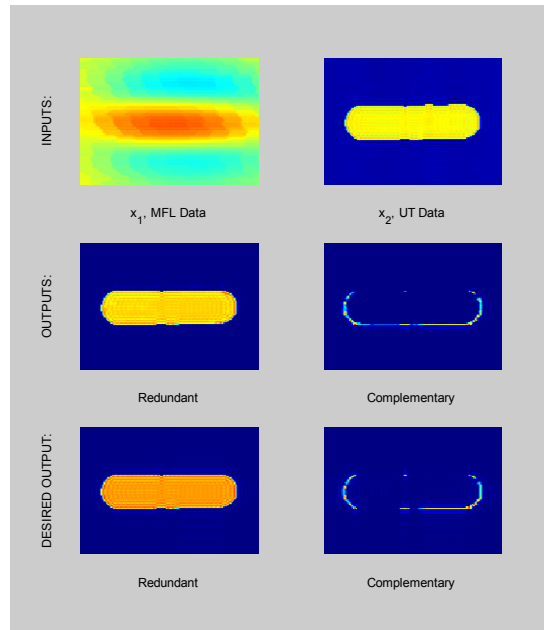 INPUTS:
x1, MFL Data
x2, UT Data
OUTPUTS:
Redundant
Complementary
DESIRED OUTPUT:
Redundant
Complementary